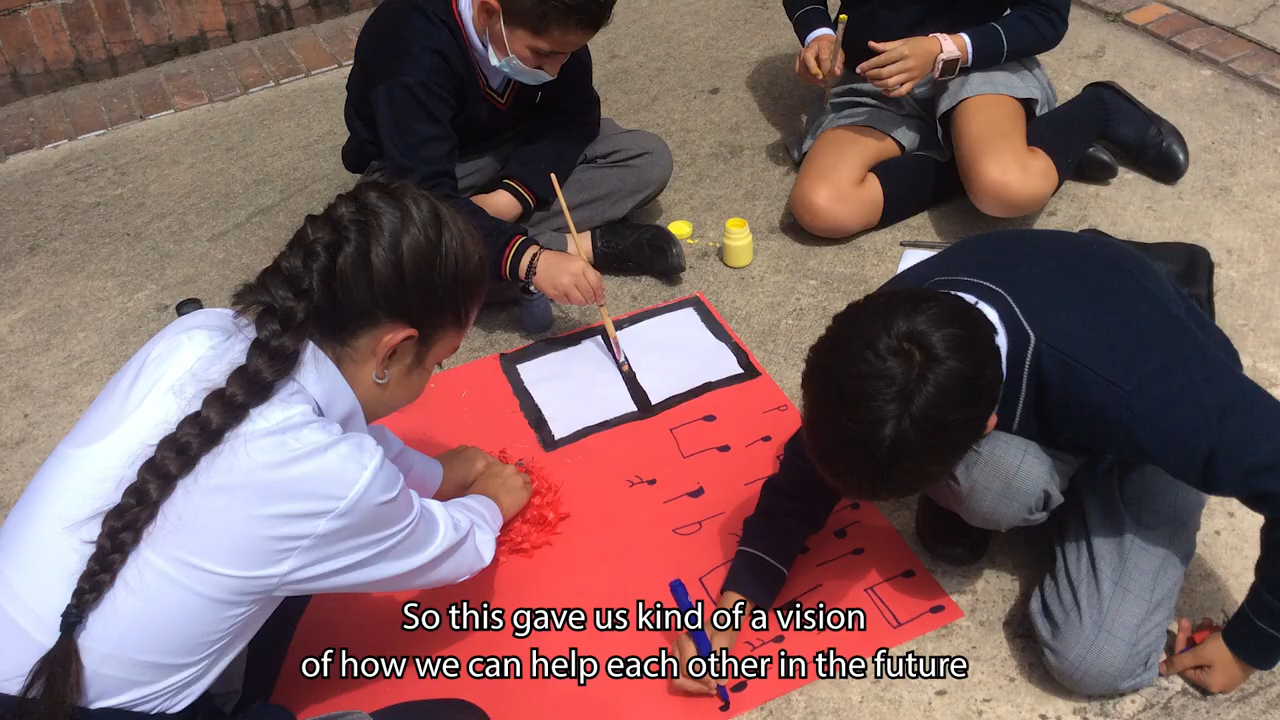 So this gave us kind of a vision
of how we can help each other in the future